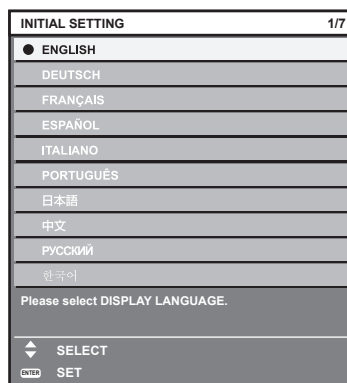 INITIAL SETTING 1/7
ENGLISH
DEUTSCH
FRANÇAIS
ESPAÑOL
ITALIANO
PORTUGUÊS
日本語
中文
РУССКИЙ
한국어
Please select DISPLAY LANGUAGE.
SELECT
ENTER SET